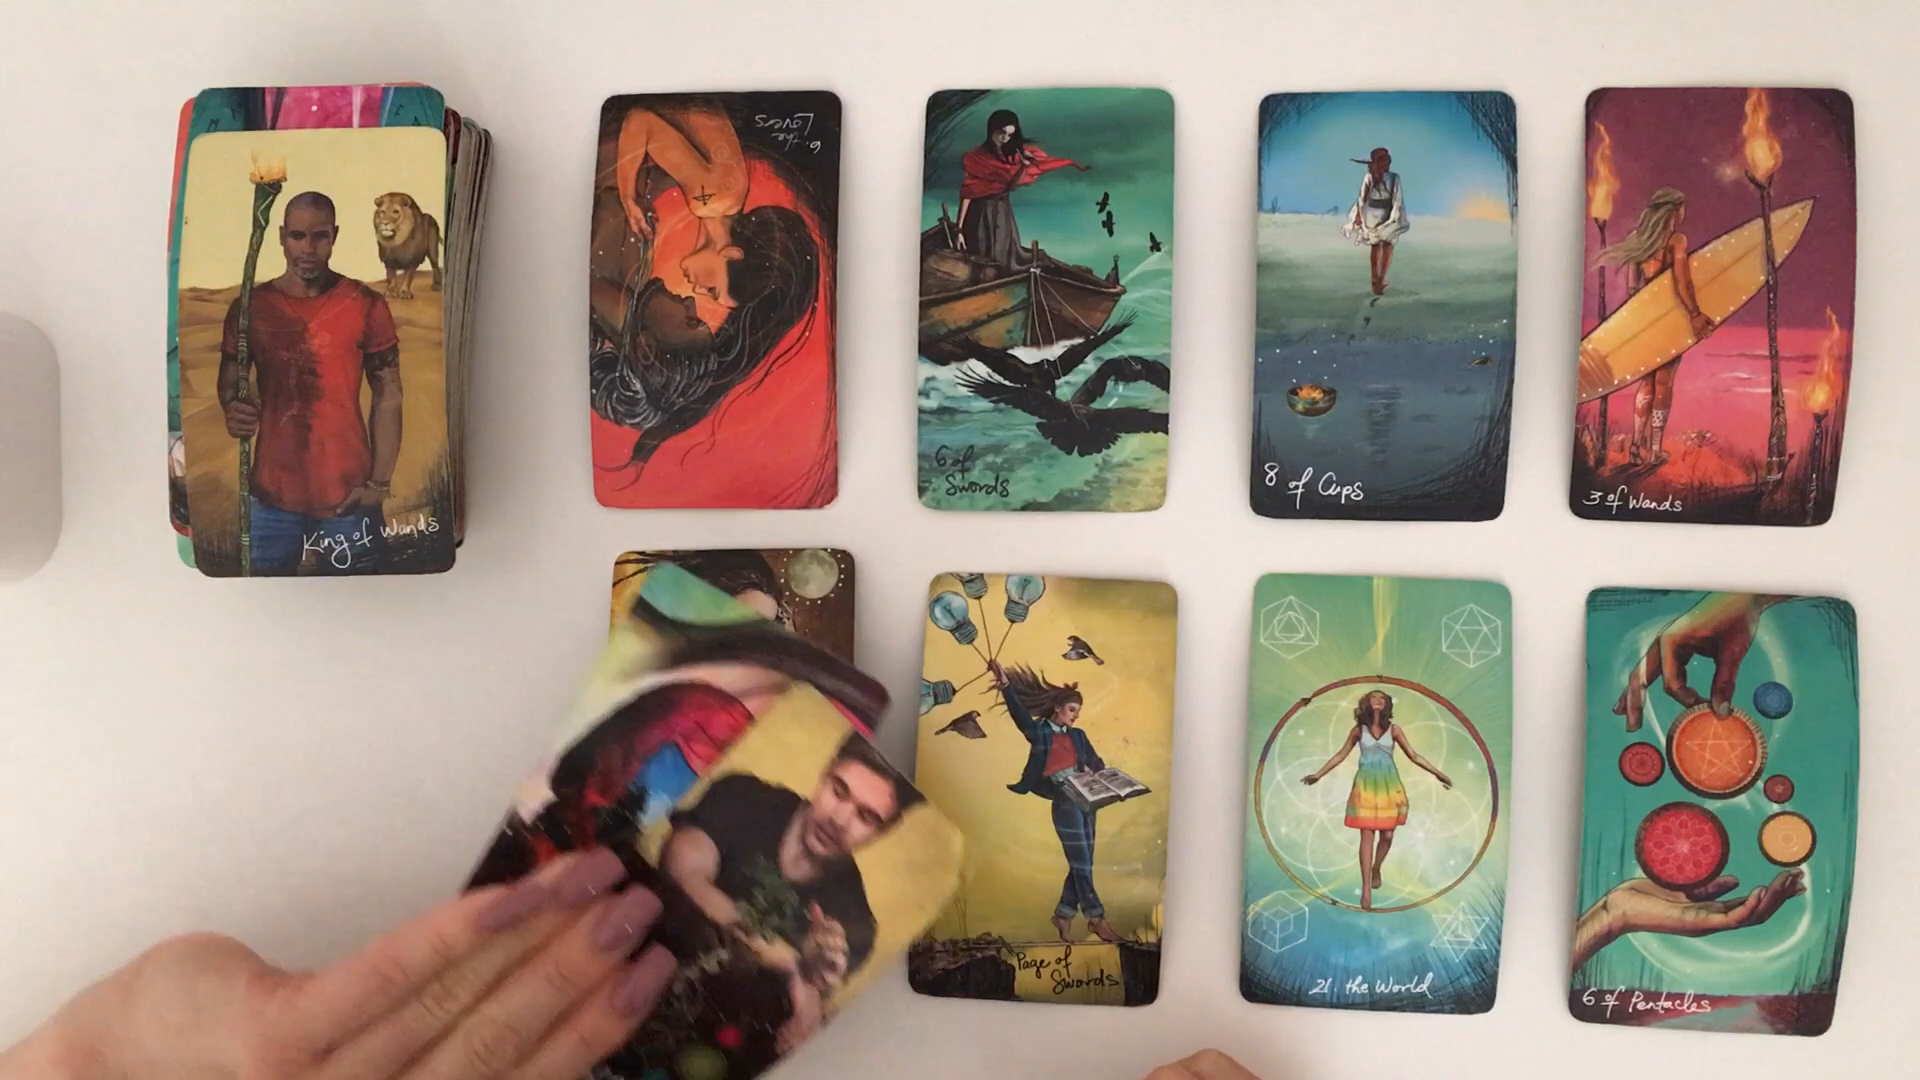 King of Wands
6. the
Lovers
6 of
Swords
8 of Cups
3 of Wands
Page of
Swords
21. the World
6 of Pentacles